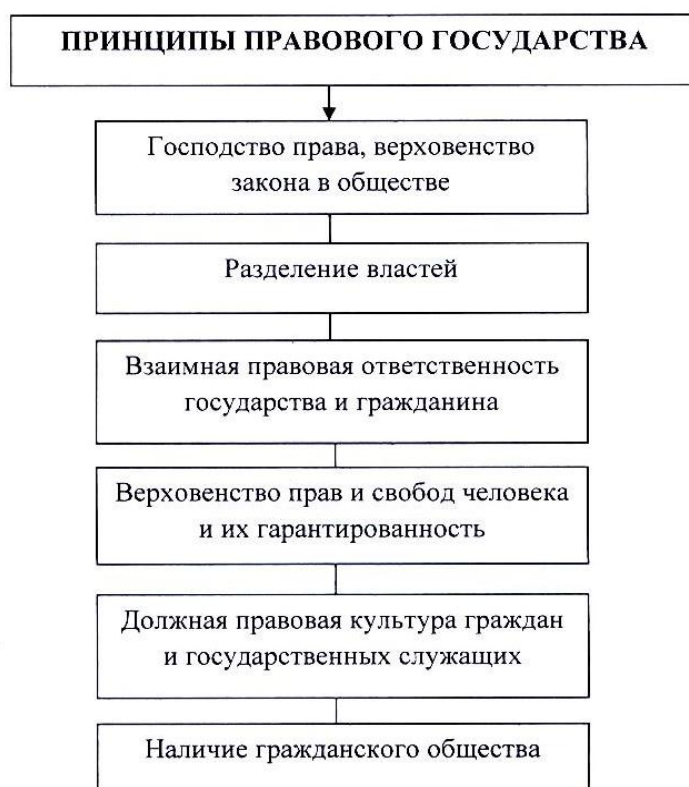 ПРИНЦИПЫ ПРАВОВОГО ГОСУДАРСТВА
Господство права, верховенство
закона в обществе
Разделение властей
Взаимная правовая ответственность
государства и гражданина
Верховенство прав и свобод человека
и их гарантированность
Должная правовая культура граждан
и государственных служащих
Наличие гражданского общества